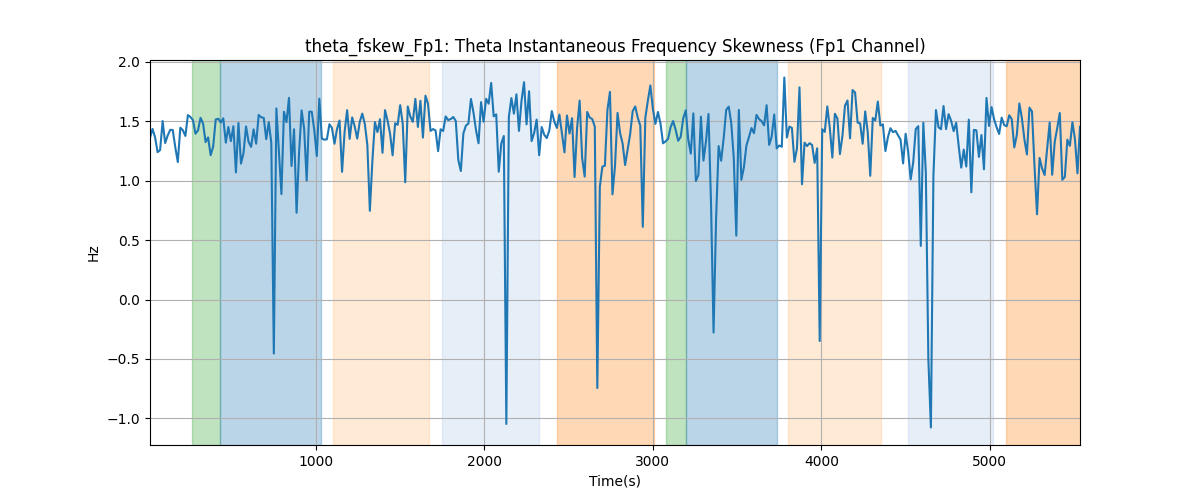 theta_fskew_Fp1: Theta Instantaneous Frequency Skewness (Fp1 Channel)
2.0
1.5
1.0
0.5
0.0
−0.5
−1.0
Hz
1000 2000 3000 4000 5000
Time(s)